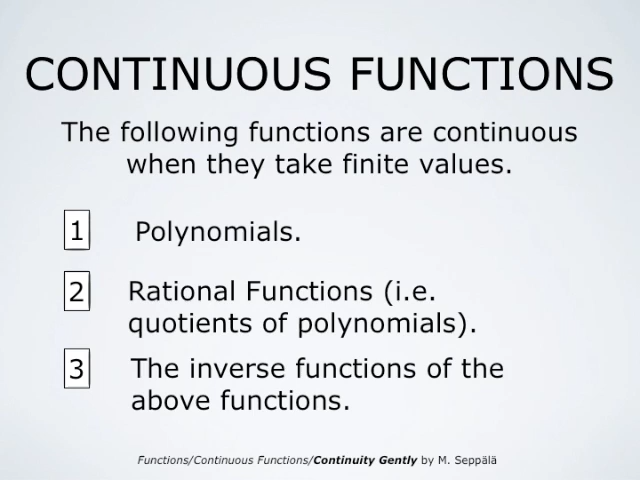 CONTINUOUS FUNCTIONS
The following functions are continuous
when they take finite values.
1 Polynomials.
2 Rational Functions (i.e.
quotients of polynomials).
3 The inverse functions of the
above functions.
Functions/Continuous Functions/Continuity Gently by M. Seppälä